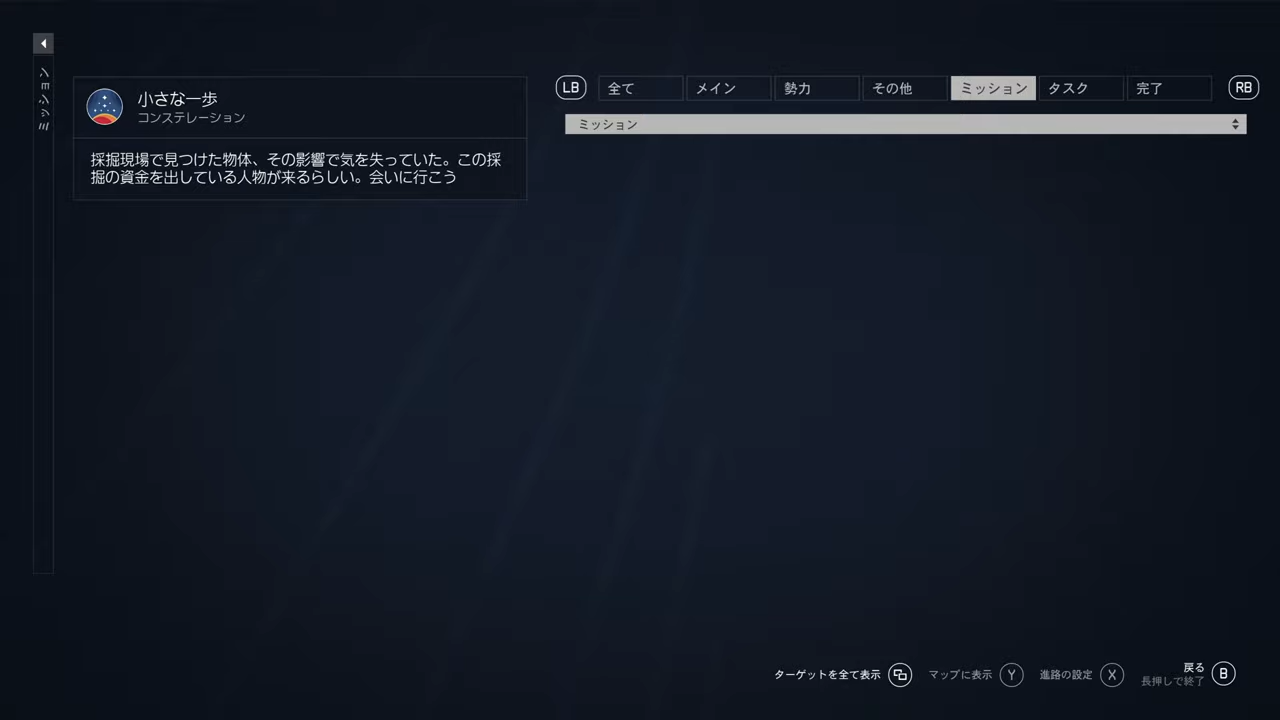 ミッション
小さな一歩
コンステレーション
採掘現場で見つけた物体、その影響で気を失っていた。この採
掘の資金を出している人物が来るらしい。会いに行こう
LB 全て メイン 勢力 その他 ミッション タスク 完了 RB
ミッション
ターゲットを全て表示 マップに表示 Y 進路の設定 X 戻る B
長押しで終了